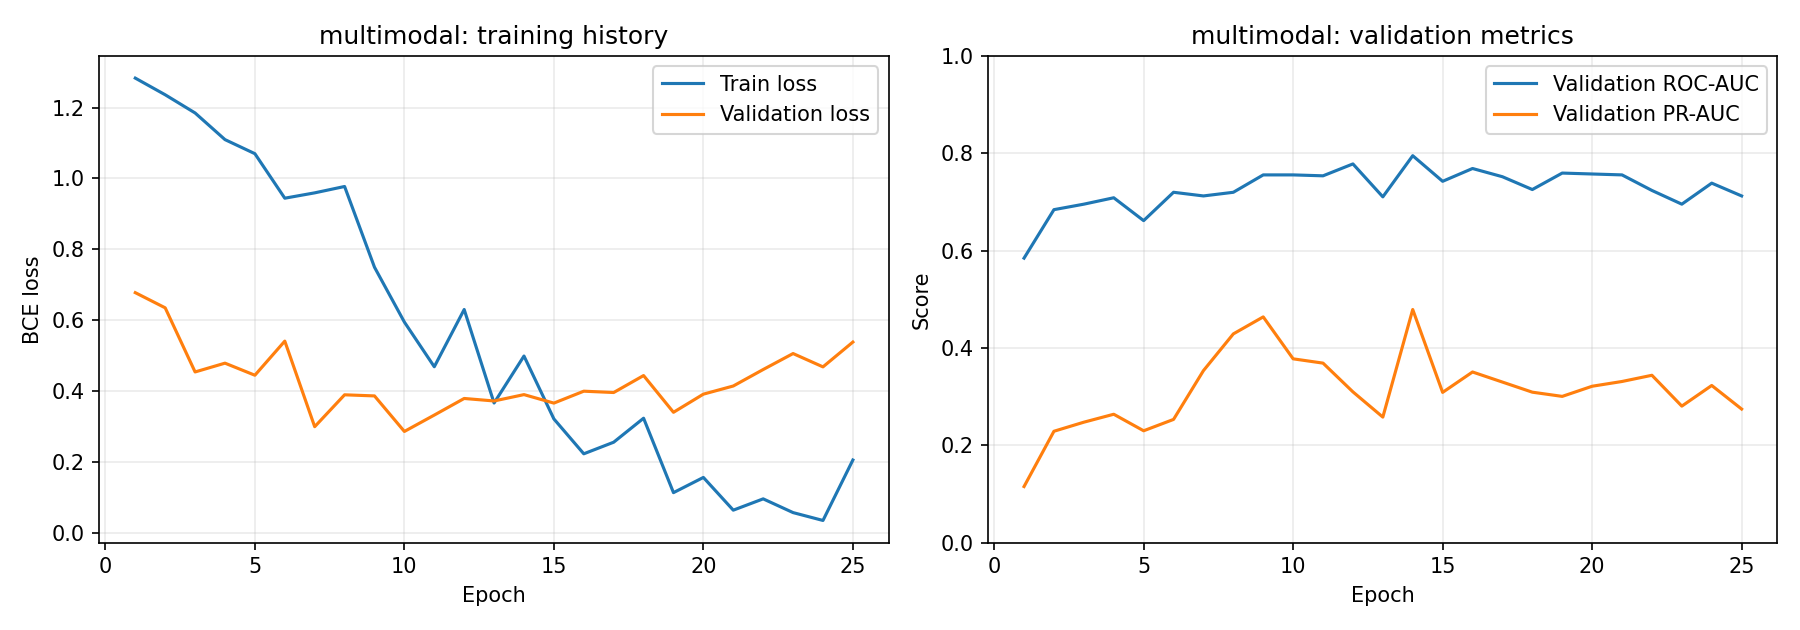 multimodal: training history
Train loss
Validation loss
BCE loss
1.2
1.0
0.8
0.6
0.4
0.2
0.0
0 5 10 15 20 25
Epoch
multimodal: validation metrics
Validation ROC-AUC
Validation PR-AUC
Score
1.0
0.8
0.6
0.4
0.2
0.0
0 5 10 15 20 25
Epoch